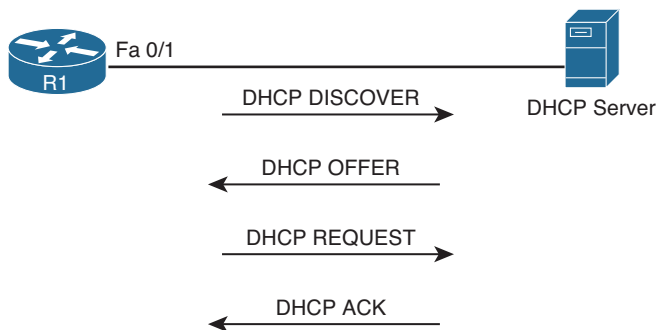 Fa 0/1
R1
DHCP Server
DHCP DISCOVER
DHCP OFFER
DHCP REQUEST
DHCP ACK